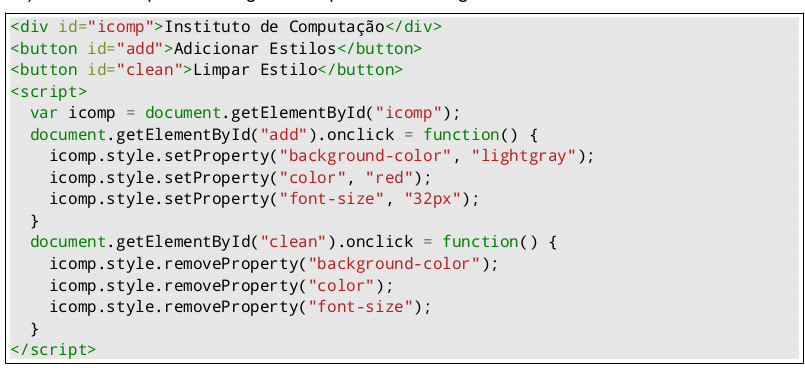 <div id="icomp">Instituto de Computação</div>
<button id="add">Adicionar Estilos</button>
<button id="clean">Limpar Estilo</button>
<script>
  var icomp = document.getElementById("icomp");
  document.getElementById("add").onclick = function() {
    icomp.style.setProperty("background-color", "lightgray");
    icomp.style.setProperty("color", "red");
    icomp.style.setProperty("font-size", "32px");
  }
  document.getElementById("clean").onclick = function() {
    icomp.style.removeProperty("background-color");
    icomp.style.removeProperty("color");
    icomp.style.removeProperty("font-size");
  }
</script>